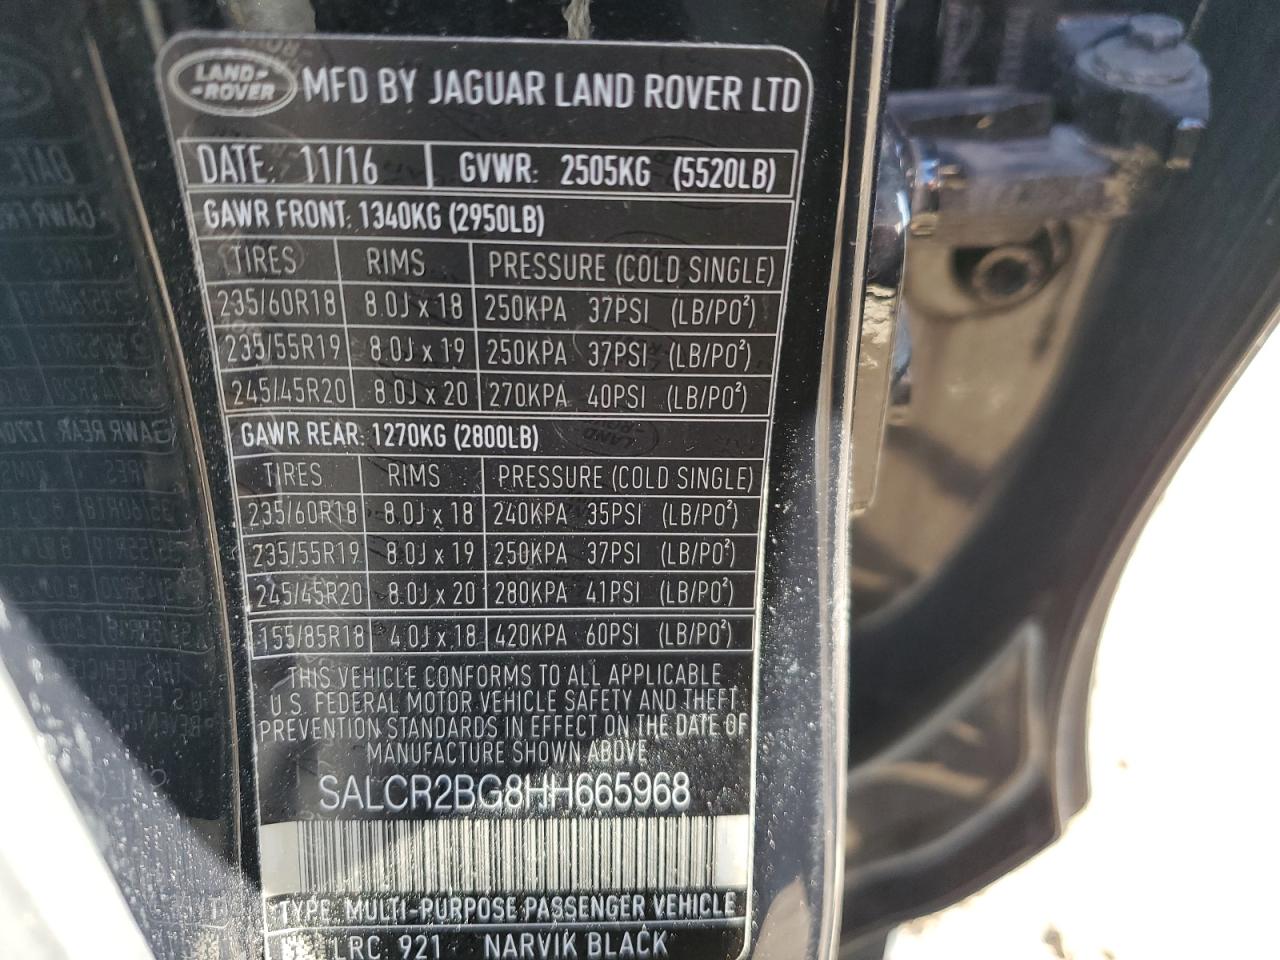 LAND-
-ROVER
MFD BY JAGUAR LAND ROVER LTD
DATE: 11/16 GVWR: 2505KG (5520LB)
GAWR FRONT: 1340KG (2950LB)
TIRES RIMS PRESSURE (COLD SINGLE)
235/60R18 8.0J x 18 250KPA 37PSI (LB/PO²)
235/55R19 8.0J x 19 250KPA 37PSI (LB/PO²)
245/45R20 8.0J x 20 270KPA 40PSI (LB/PO²)
GAWR REAR: 1270KG (2800LB)
TIRES RIMS PRESSURE (COLD SINGLE)
235/60R18 8.0J x 18 240KPA 35PSI (LB/PO²)
235/55R19 8.0J x 19 250KPA 37PSI (LB/PO²)
245/45R20 8.0J x 20 280KPA 41PSI (LB/PO²)
155/85R18 4.0J x 18 420KPA 60PSI (LB/PO²)
THIS VEHICLE CONFORMS TO ALL APPLICABLE
U.S. FEDERAL MOTOR VEHICLE SAFETY AND THEFT
PREVENTION STANDARDS IN EFFECT ON THE DATE OF
MANUFACTURE SHOWN ABOVE
SALCR2BG8HH665968
TYPE: MULTI-PURPOSE PASSENGER VEHICLE
LRC: 921 NARVIK BLACK